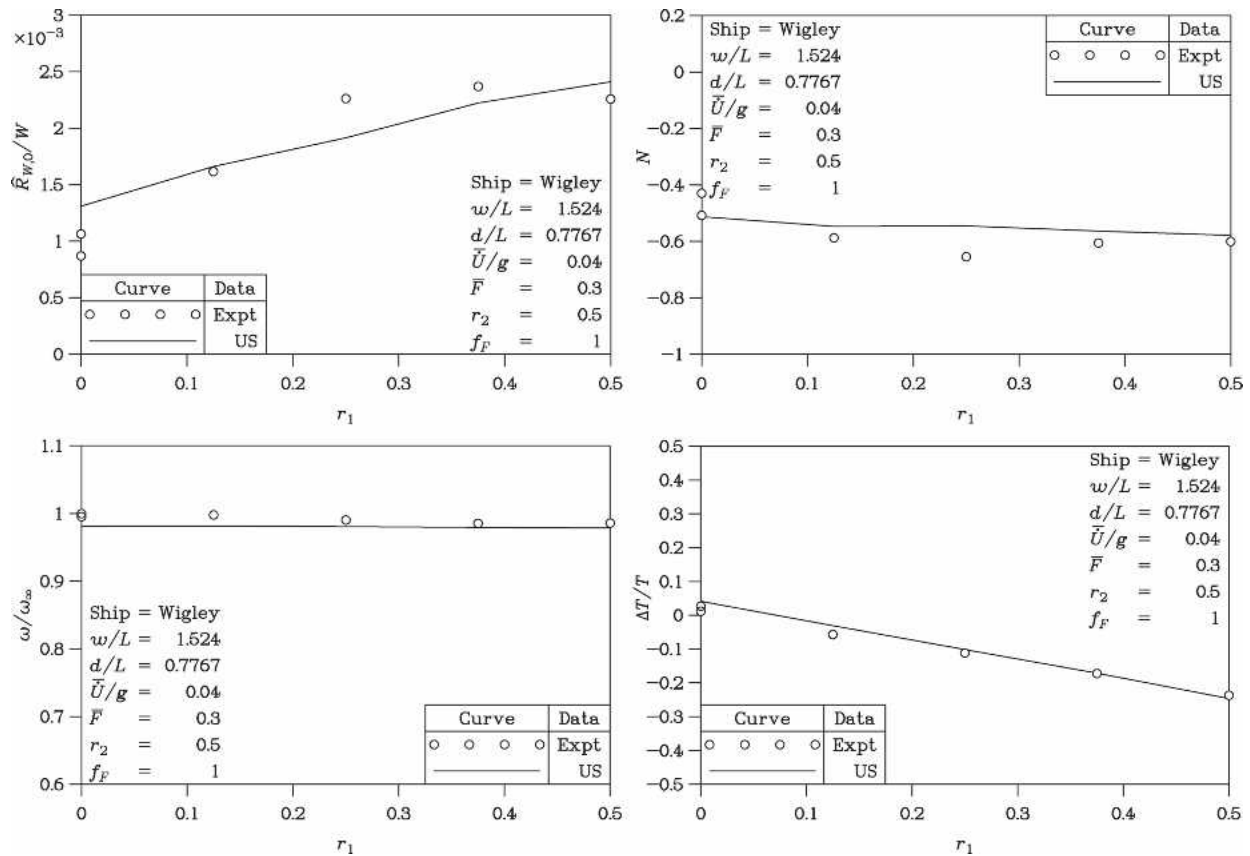 3
×10⁻³
2.5
2
1.5
1
0.5
0
R̂_{W,0}/W
Ship = Wigley
w/L = 1.524
d/L = 0.7767
U̇̅/g = 0.04
F̅ = 0.3
r₂ = 0.5
f_F = 1
Curve Data
Expt
US
0 0.1 0.2 0.3 0.4 0.5
r₁
0.2
0
−0.2
−0.4
−0.6
−0.8
−1
N
Ship = Wigley
w/L = 1.524
d/L = 0.7767
U̇̅/g = 0.04
F̅ = 0.3
r₂ = 0.5
f_F = 1
Curve Data
Expt
US
0 0.1 0.2 0.3 0.4 0.5
r₁
1.1
1
0.9
0.8
0.7
0.6
ω/ω∞
Ship = Wigley
w/L = 1.524
d/L = 0.7767
U̇̅/g = 0.04
F̅ = 0.3
r₂ = 0.5
f_F = 1
Curve Data
Expt
US
0 0.1 0.2 0.3 0.4 0.5
r₁
0.5
0.4
0.3
0.2
0.1
0
−0.1
−0.2
−0.3
−0.4
−0.5
ΔT/T
Ship = Wigley
w/L = 1.524
d/L = 0.7767
U̇̅/g = 0.04
F̅ = 0.3
r₂ = 0.5
f_F = 1
Curve Data
Expt
US
0 0.1 0.2 0.3 0.4 0.5
r₁